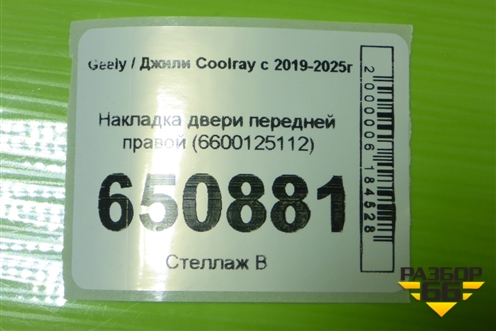 Geely / Джили Coolray с 2019-2025г
Накладка двери передней
правой (6600125112)
650881
Стеллаж В
2000006184528
РАЗБОР
66